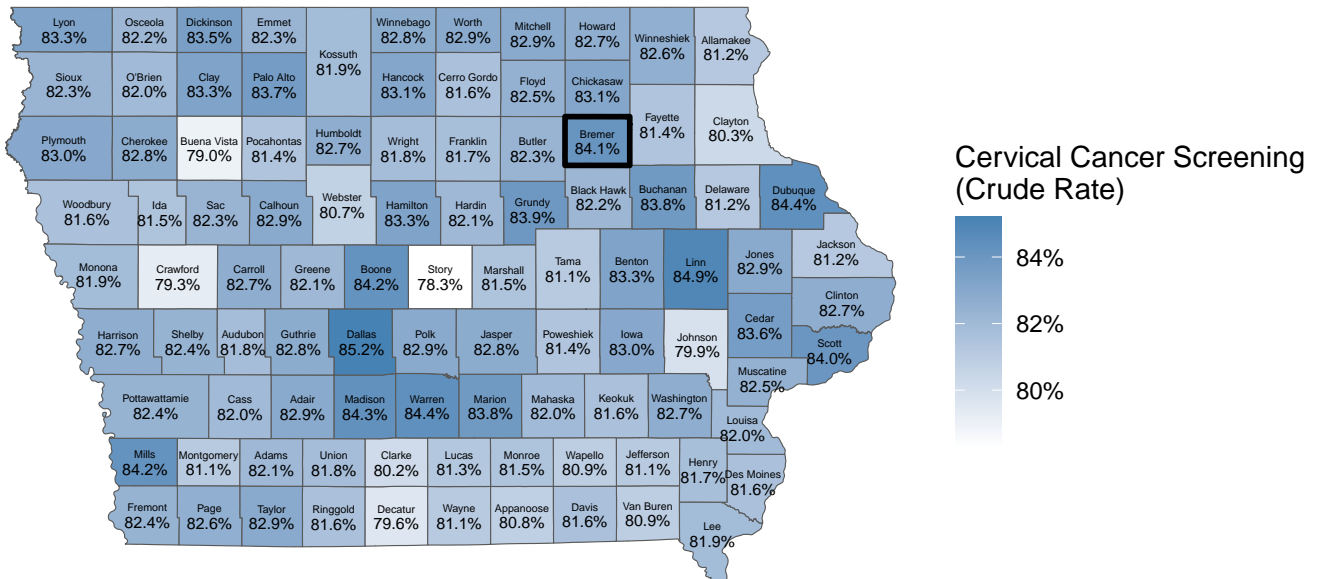 Lyon
83.3%
Osceola
82.2%
Dickinson
83.5%
Emmet
82.3%
Kossuth
81.9%
Winnebago
82.8%
Worth
82.9%
Mitchell
82.9%
Howard
82.7%
Winneshiek
82.6%
Allamakee
81.2%
Sioux
82.3%
O'Brien
82.0%
Clay
83.3%
Palo Alto
83.7%
Hancock
83.1%
Cerro Gordo
81.6%
Floyd
82.5%
Chickasaw
83.1%
Fayette
81.4%
Clayton
80.3%
Plymouth
83.0%
Cherokee
82.8%
Buena Vista
79.0%
Pocahontas
81.4%
Humboldt
82.7%
Wright
81.8%
Franklin
81.7%
Butler
82.3%
Bremer
84.1%
Woodbury
81.6%
Ida
81.5%
Sac
82.3%
Calhoun
82.9%
Webster
80.7%
Hamilton
83.3%
Hardin
82.1%
Grundy
83.9%
Black Hawk
82.2%
Buchanan
83.8%
Delaware
81.2%
Dubuque
84.4%
Monona
81.9%
Crawford
79.3%
Carroll
82.7%
Greene
82.1%
Boone
84.2%
Story
78.3%
Marshall
81.5%
Tama
81.1%
Benton
83.3%
Linn
84.9%
Jones
82.9%
Jackson
81.2%
Clinton
82.7%
Harrison
82.7%
Shelby
82.4%
Audubon
81.8%
Guthrie
82.8%
Dallas
85.2%
Polk
82.9%
Jasper
82.8%
Poweshiek
81.4%
Iowa
83.0%
Johnson
79.9%
Cedar
83.6%
Scott
84.0%
Muscatine
82.5%
Pottawattamie
82.4%
Cass
82.0%
Adair
82.9%
Madison
84.3%
Warren
84.4%
Marion
83.8%
Mahaska
82.0%
Keokuk
81.6%
Washington
82.7%
Louisa
82.0%
Mills
84.2%
Montgomery
81.1%
Adams
82.1%
Union
81.8%
Clarke
80.2%
Lucas
81.3%
Monroe
81.5%
Wapello
80.9%
Jefferson
81.1%
Henry
81.7%
Des Moines
81.6%
Fremont
82.4%
Page
82.6%
Taylor
82.9%
Ringgold
81.6%
Decatur
79.6%
Wayne
81.1%
Appanoose
80.8%
Davis
81.6%
Van Buren
80.9%
Lee
81.9%
Cervical Cancer Screening
(Crude Rate)
84%
82%
80%